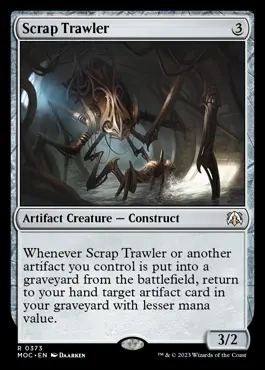 Scrap Trawler 3
Artifact Creature — Construct
Whenever Scrap Trawler or another
artifact you control is put into a
graveyard from the battlefield, return
to your hand target artifact card in
your graveyard with lesser mana
value.
3/2
R 0373
MOC • EN DAARKEN
™ & © 2023 Wizards of the Coast